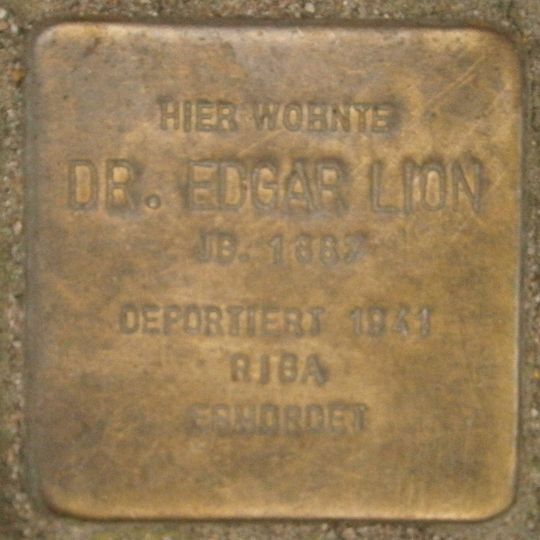 HIER WOHNTE
DR. EDGAR LION
JG. 1887
DEPORTIERT 1941
RIGA
ERMORDET